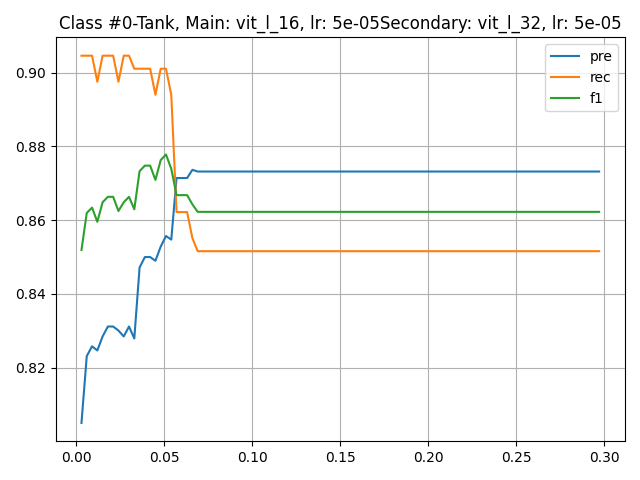 Class #0-Tank, Main: vit_l_16, lr: 5e-05Secondary: vit_l_32, lr: 5e-05
pre
rec
f1
0.90
0.88
0.86
0.84
0.82
0.00 0.05 0.10 0.15 0.20 0.25 0.30